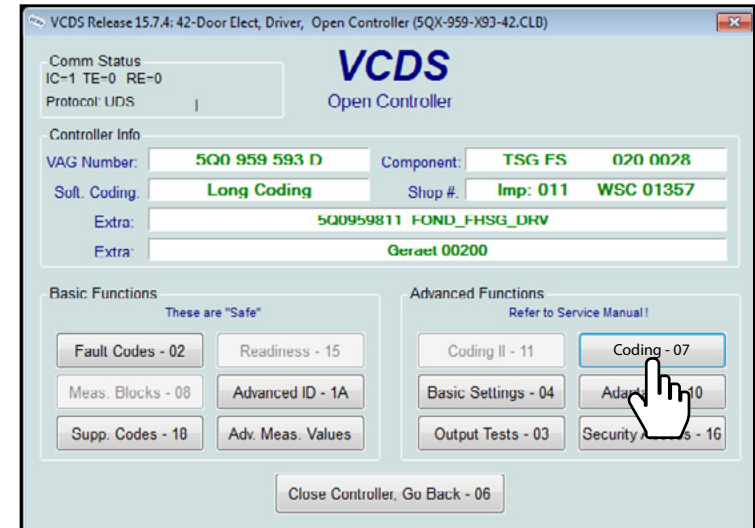 VCDS Release 15.7.4: 42-Door Elect, Driver, Open Controller (5QX-959-X93-42.CLB)
Comm Status
IC=1 TE=0 RE=0
Protocol: UDS |
VCDS
Open Controller
Controller Info
VAG Number: 5Q0 959 593 D Component: TSG FS 020 0028
Soft. Coding: Long Coding Shop #: Imp: 011 WSC 01357
Extra: 5Q0959811 FOND_FHSG_DRV
Extra: Geraet 00200
Basic Functions
These are "Safe"
Fault Codes - 02 Readiness - 15
Meas. Blocks - 08 Advanced ID - 1A
Supp. Codes - 18 Adv. Meas. Values
Advanced Functions
Refer to Service Manual!
Coding II - 11 Coding - 07
Basic Settings - 04 10
Output Tests - 03 Security - 16
Close Controller, Go Back - 06